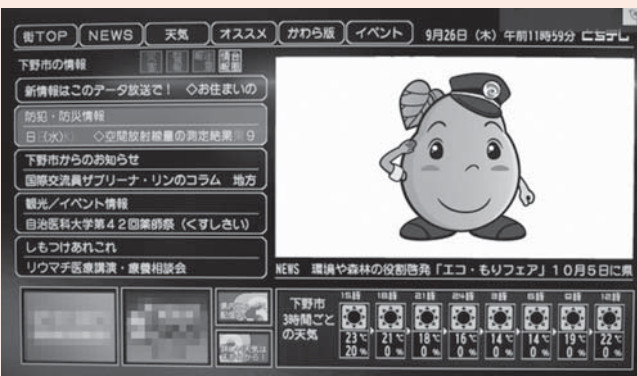 街TOP NEWS 天気 オススメ かわら版 イベント 9月26日（木）午前11時59分 とちテレ
下野市の情報
新情報はこのデータ放送で！ ◇お住まいの
防犯・防災情報
日（水） ◇空間放射線量の測定結果 9
下野市からのお知らせ
国際交流員ザブリーナ・リンのコラム 地方
観光／イベント情報
自治医科大学第42回薬師祭（くすしさい）
しもつけあれこれ
リウマチ医療講演・療養相談会
NEWS 環境や森林の役割啓発「エコ・もりフェア」10月5日に県
下野市
3時間ごと
の天気
15時 18時 21時 24時 3時 6時 9時 12時
23℃ 21℃ 18℃ 16℃ 14℃ 14℃ 19℃ 22℃
20% 0% 0% 0% 0% 0% 0% 0%